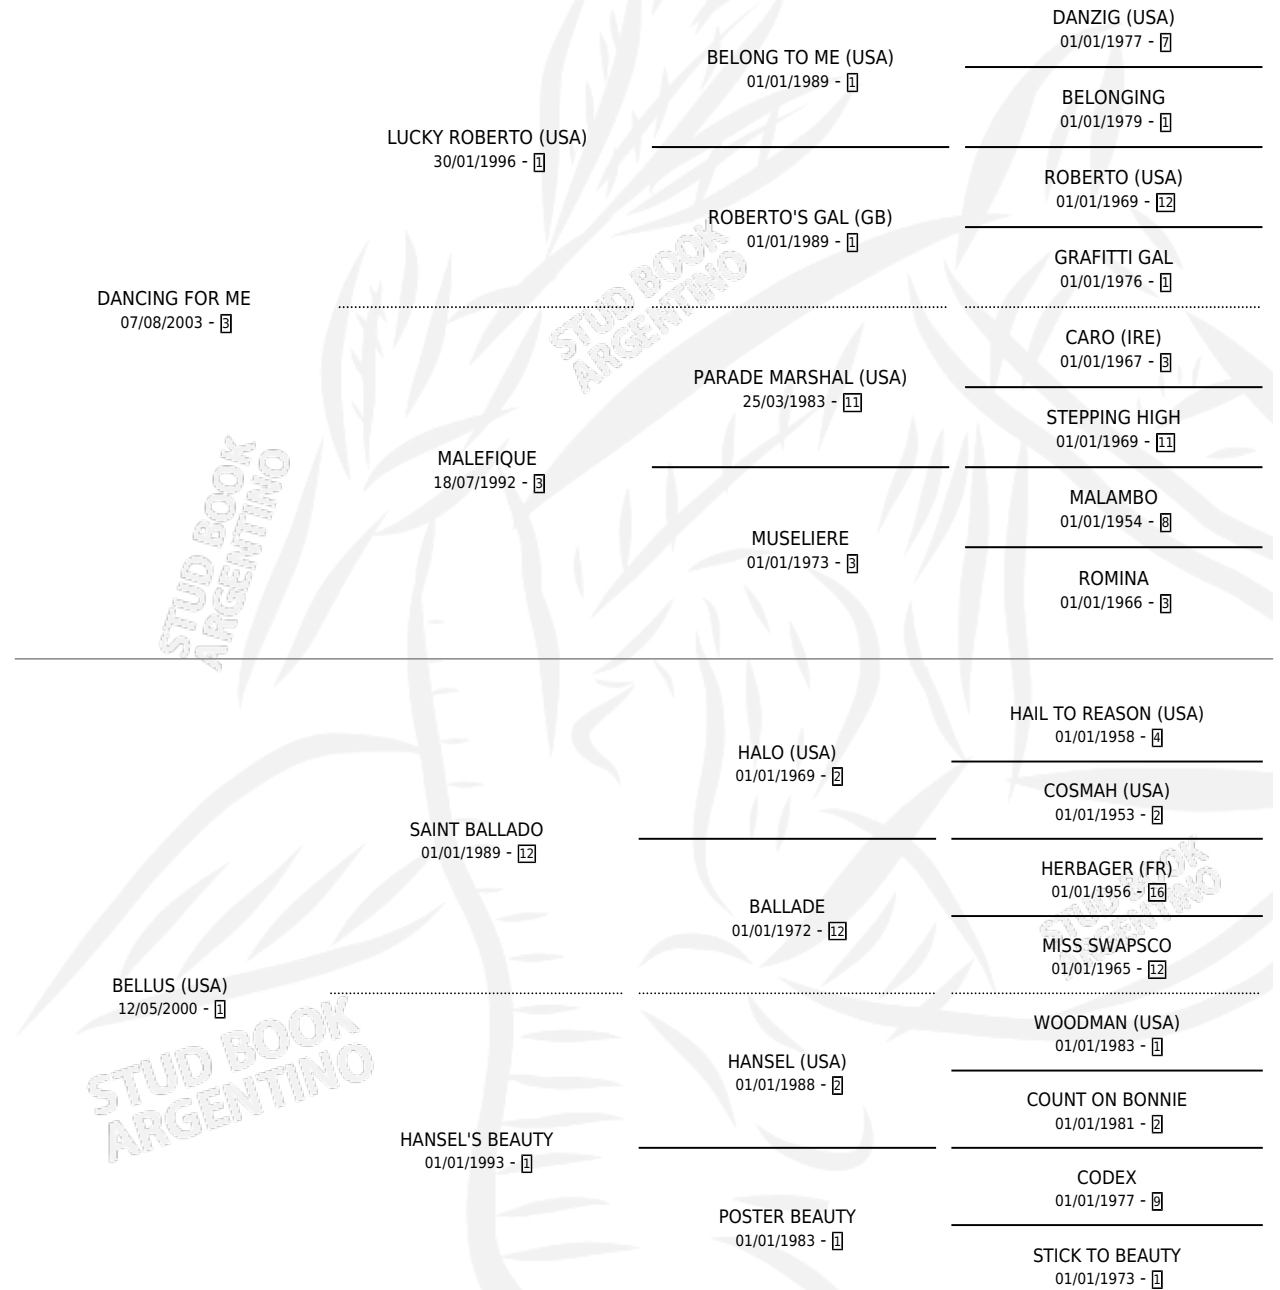 DANZIG (USA)
01/01/1977 - 7
BELONG TO ME (USA)
01/01/1989 - 1
BELONGING
01/01/1979 - 1
LUCKY ROBERTO (USA)
30/01/1996 - 1
ROBERTO (USA)
01/01/1969 - 12
ROBERTO'S GAL (GB)
01/01/1989 - 1
GRAFITTI GAL
01/01/1976 - 1
DANCING FOR ME
07/08/2003 - 3
CARO (IRE)
01/01/1967 - 3
PARADE MARSHAL (USA)
25/03/1983 - 11
STEPPING HIGH
01/01/1969 - 11
MALEFIQUE
18/07/1992 - 3
MALAMBO
01/01/1954 - 8
MUSELIERE
01/01/1973 - 3
ROMINA
01/01/1966 - 3
STUD BOOK
ARGENTINO
STUD BOOK
ARGENTINO
HAIL TO REASON (USA)
01/01/1958 - 4
HALO (USA)
01/01/1969 - 2
COSMAH (USA)
01/01/1953 - 2
SAINT BALLADO
01/01/1989 - 12
HERBAGER (FR)
01/01/1956 - 16
BALLADE
01/01/1972 - 12
MISS SWAPSCO
01/01/1965 - 12
BELLUS (USA)
12/05/2000 - 1
WOODMAN (USA)
01/01/1983 - 1
HANSEL (USA)
01/01/1988 - 2
COUNT ON BONNIE
01/01/1981 - 2
HANSEL'S BEAUTY
01/01/1993 - 1
CODEX
01/01/1977 - 9
POSTER BEAUTY
01/01/1983 - 1
STICK TO BEAUTY
01/01/1973 - 1
STUD BOOK
ARGENTINO
STUD BOOK
ARGENTINO